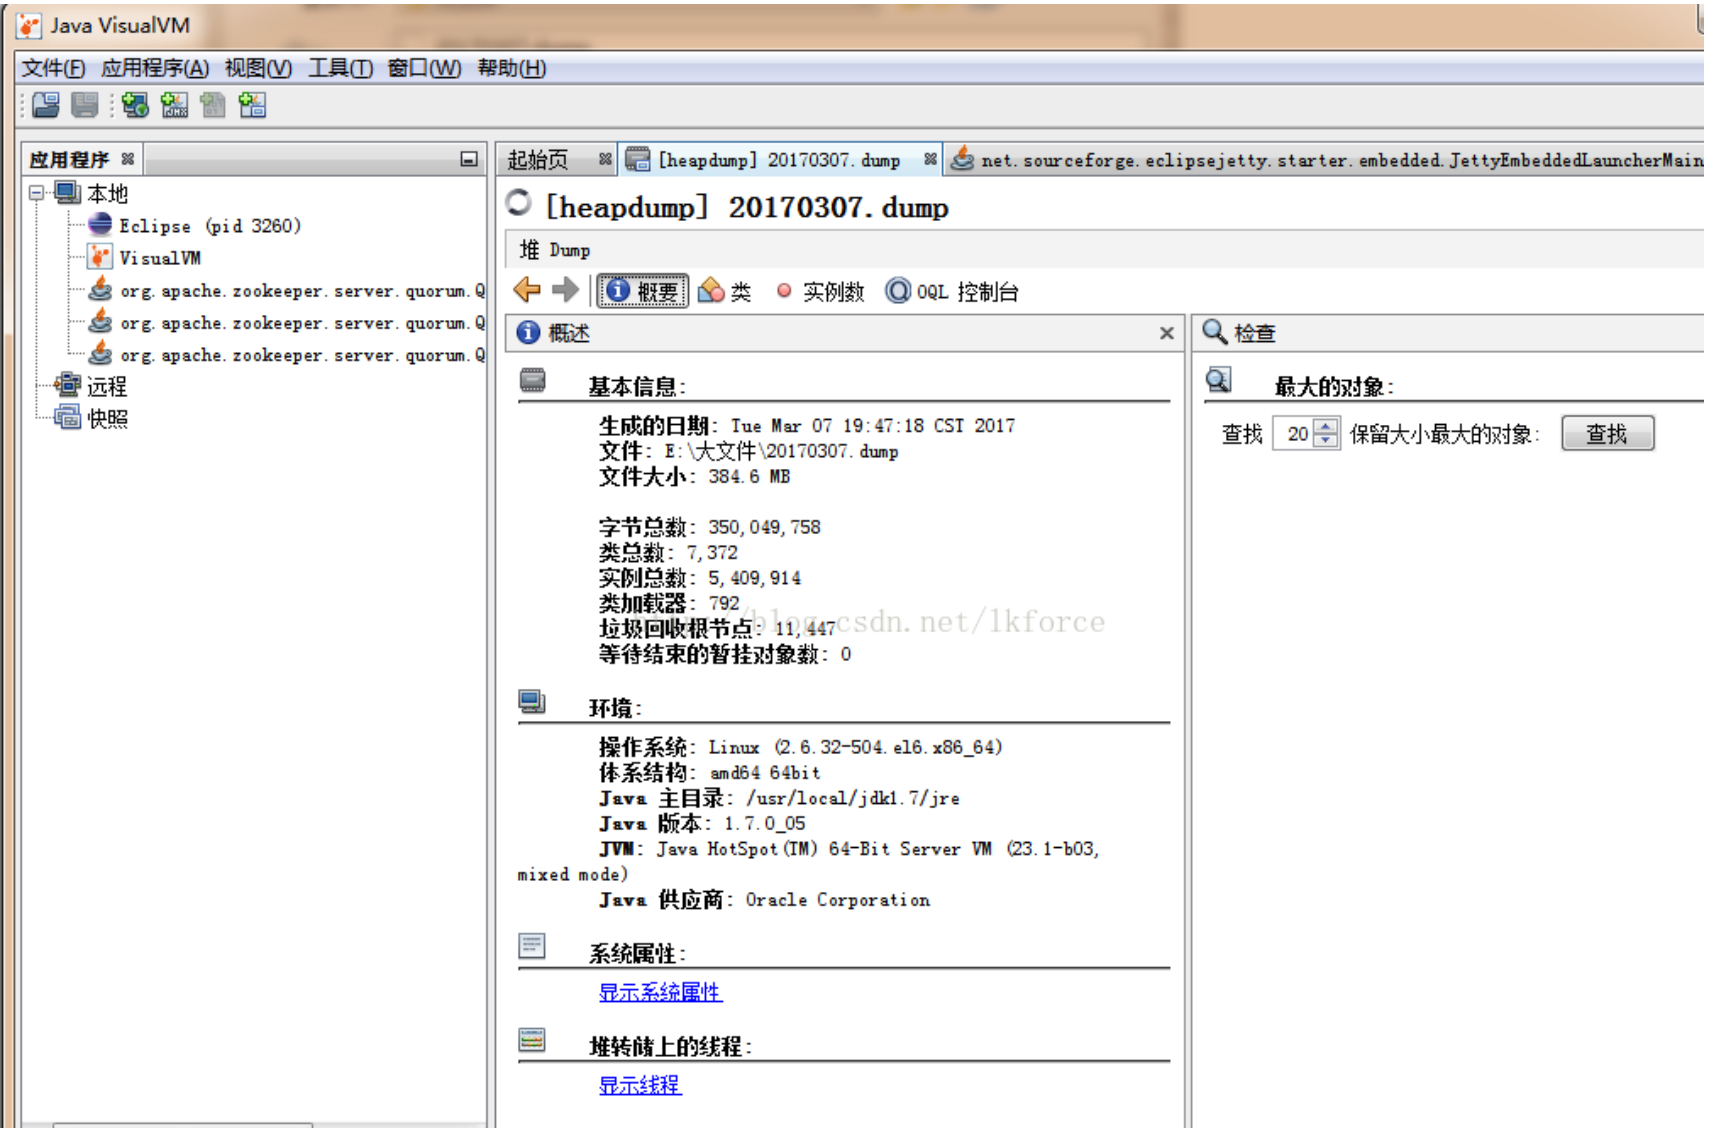 Java VisualVM
文件(F) 应用程序(A) 视图(V) 工具(T) 窗口(W) 帮助(H)
应用程序
本地
Eclipse (pid 3260)
VisualVM
org.apache.zookeeper.server.quorum.Q
org.apache.zookeeper.server.quorum.Q
org.apache.zookeeper.server.quorum.Q
远程
快照
起始页 [heapdump] 20170307.dump net.sourceforge.eclipsejetty.starter.embedded.JettyEmbeddedLauncherMain
[heapdump] 20170307.dump
堆 Dump
概要 类 实例数 OQL 控制台
概述
基本信息:
生成的日期: Tue Mar 07 19:47:18 CST 2017
文件: E:\大文件\20170307.dump
文件大小: 384.6 MB
字节总数: 350,049,758
类总数: 7,372
实例总数: 5,409,914
类加载器: 792
垃圾回收根节点: 11,447
等待结束的暂挂对象数: 0
/blog.csdn.net/lkforce
环境:
操作系统: Linux (2.6.32-504.el6.x86_64)
体系结构: amd64 64bit
Java 主目录: /usr/local/jdk1.7/jre
Java 版本: 1.7.0_05
JVM: Java HotSpot(TM) 64-Bit Server VM (23.1-b03,
mixed mode)
Java 供应商: Oracle Corporation
系统属性:
显示系统属性
堆转储上的线程:
显示线程
检查
最大的对象:
查找 20 保留大小最大的对象: 查找